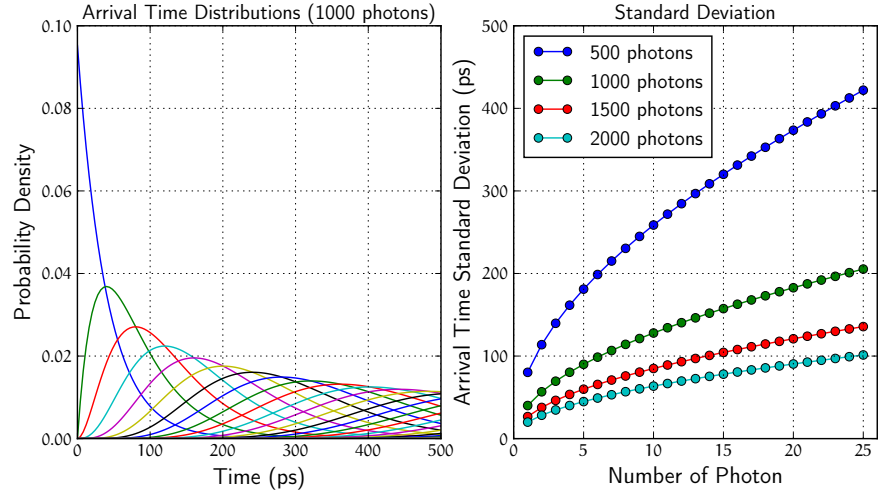 Arrival Time Distributions (1000 photons)
0.10
0.08
0.06
0.04
0.02
0.00
0
100
200
300
400
500
Probability Density
Time (ps)
Standard Deviation
500
400
300
200
100
0
0
5
10
15
20
25
Arrival Time Standard Deviation (ps)
Number of Photon
500 photons
1000 photons
1500 photons
2000 photons